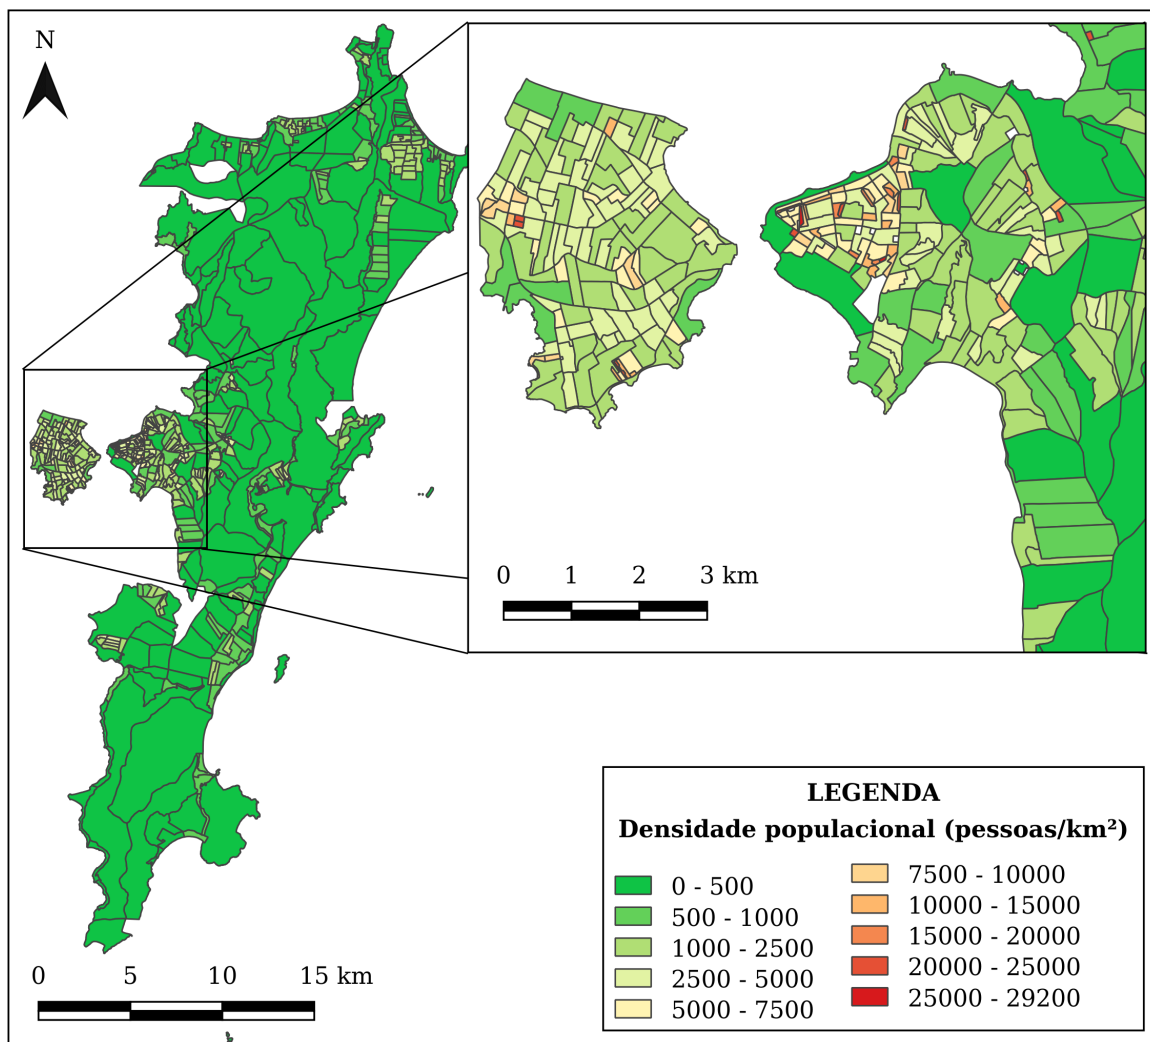 N
0 1 2 3 km
LEGENDA
Densidade populacional (pessoas/km²)
0 - 500
500 - 1000
1000 - 2500
2500 - 5000
5000 - 7500
7500 - 10000
10000 - 15000
15000 - 20000
20000 - 25000
25000 - 29200
0 5 10 15 km